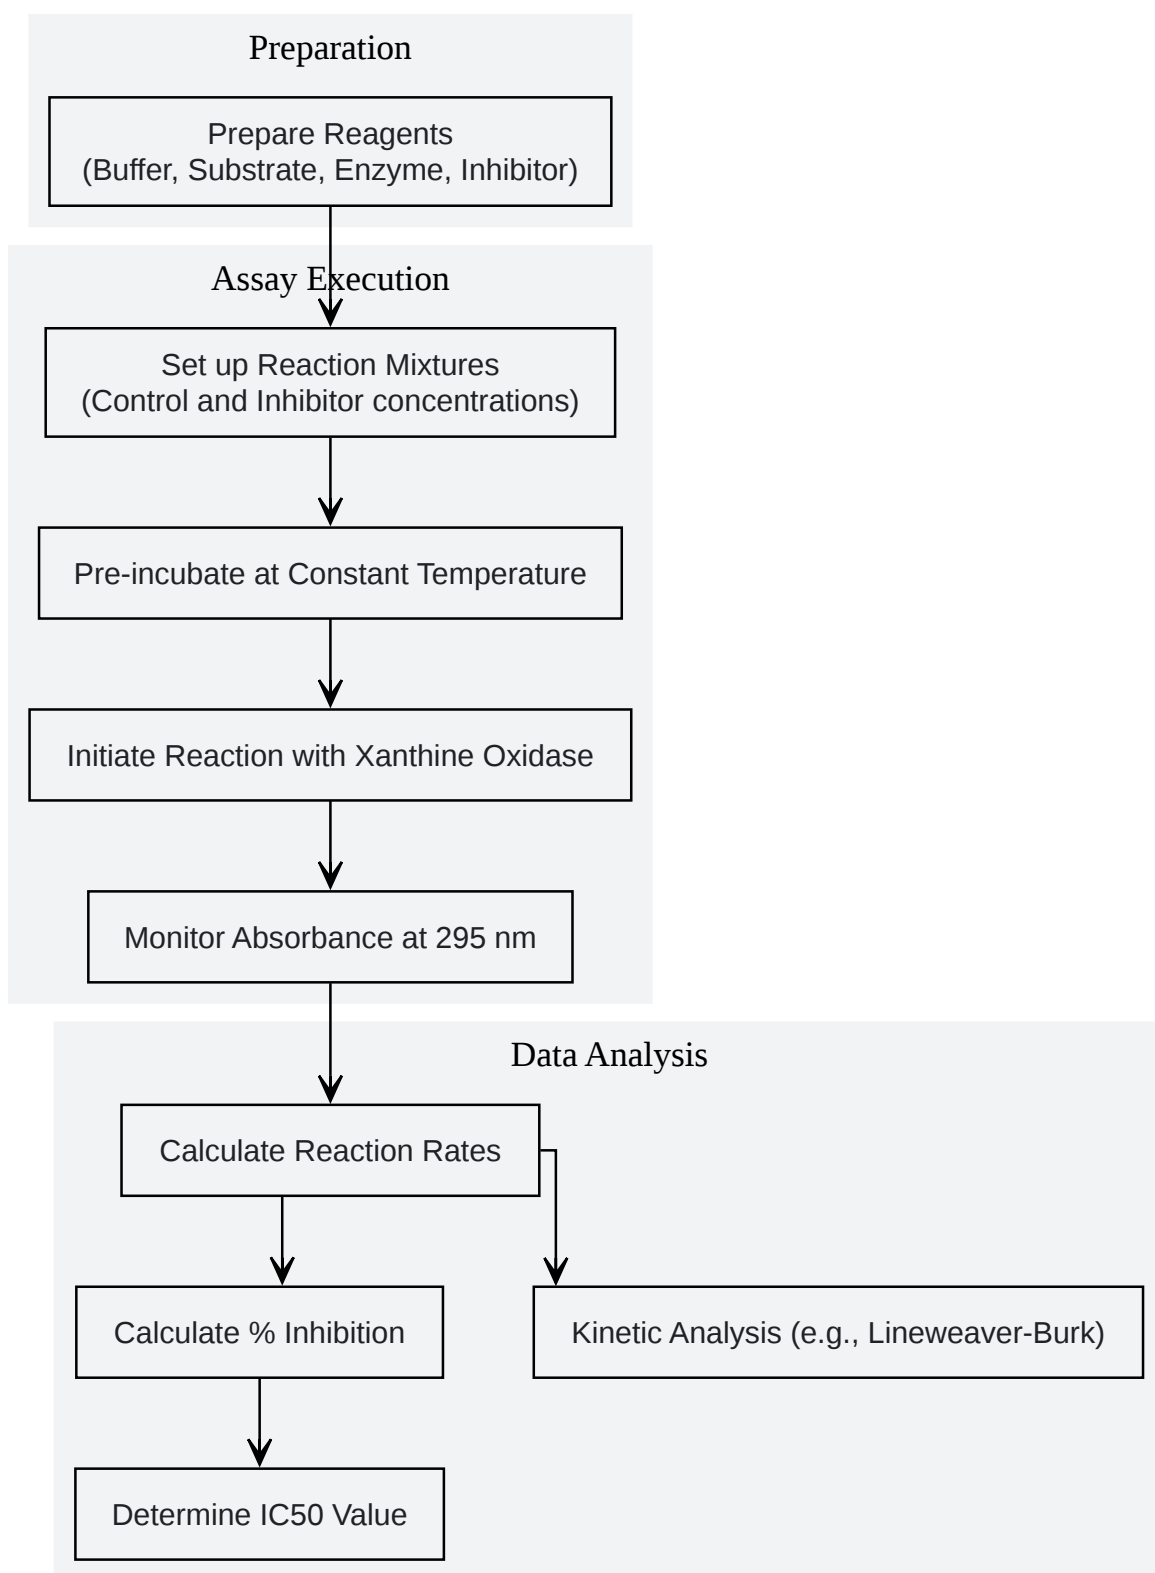 Preparation
Prepare Reagents
(Buffer, Substrate, Enzyme, Inhibitor)
Assay Execution
Set up Reaction Mixtures
(Control and Inhibitor concentrations)
Pre-incubate at Constant Temperature
Initiate Reaction with Xanthine Oxidase
Monitor Absorbance at 295 nm
Data Analysis
Calculate Reaction Rates
Calculate % Inhibition
Kinetic Analysis (e.g., Lineweaver-Burk)
Determine IC50 Value